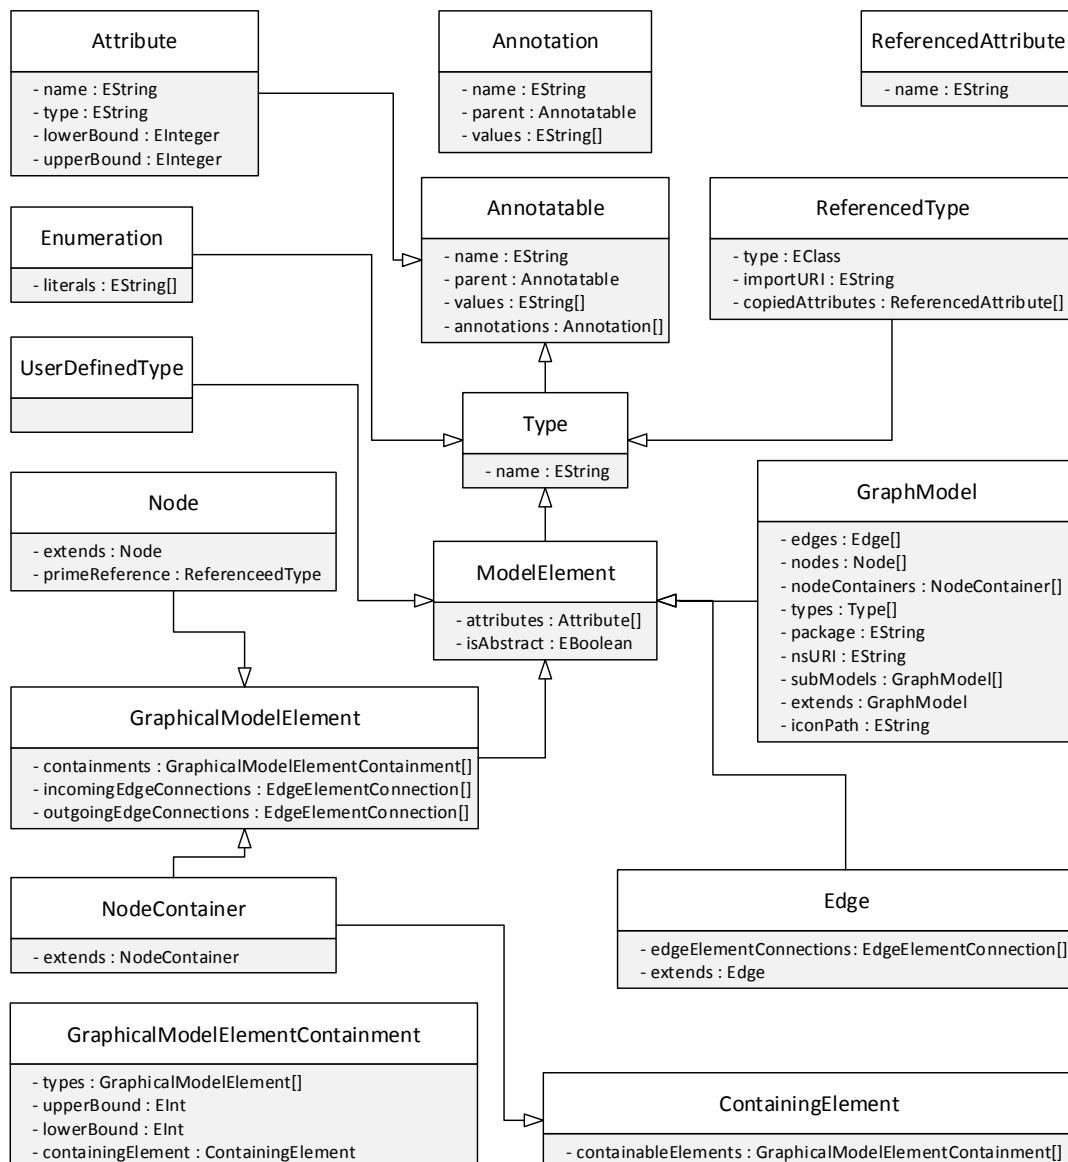 Attribute
- name : EString
- type : EString
- lowerBound : EInteger
- upperBound : EInteger
Annotation
- name : EString
- parent : Annotatable
- values : EString[]
ReferencedAttribute
- name : EString
Enumeration
- literals : EString[]
Annotatable
- name : EString
- parent : Annotatable
- values : EString[]
- annotations : Annotation[]
ReferencedType
- type : EClass
- importURI : EString
- copiedAttributes : ReferencedAttribute[]
UserDefinedType
Type
- name : EString
Node
- extends : Node
- primeReference : ReferenceedType
ModelElement
- attributes : Attribute[]
- isAbstract : EBoolean
GraphModel
- edges : Edge[]
- nodes : Node[]
- nodeContainers : NodeContainer[]
- types : Type[]
- package : EString
- nsURI : EString
- subModels : GraphModel[]
- extends : GraphModel
- iconPath : EString
GraphicalModelElement
- containments : GraphicalModelElementContainment[]
- incomingEdgeConnections : EdgeElementConnection[]
- outgoingEdgeConnections : EdgeElementConnection[]
NodeContainer
- extends : NodeContainer
Edge
- edgeElementConnections: EdgeElementConnection[]
- extends : Edge
GraphicalModelElementContainment
- types : GraphicalModelElement[]
- upperBound : EInt
- lowerBound : EInt
- containingElement : ContainingElement
ContainingElement
- containableElements : GraphicalModelElementContainment[]